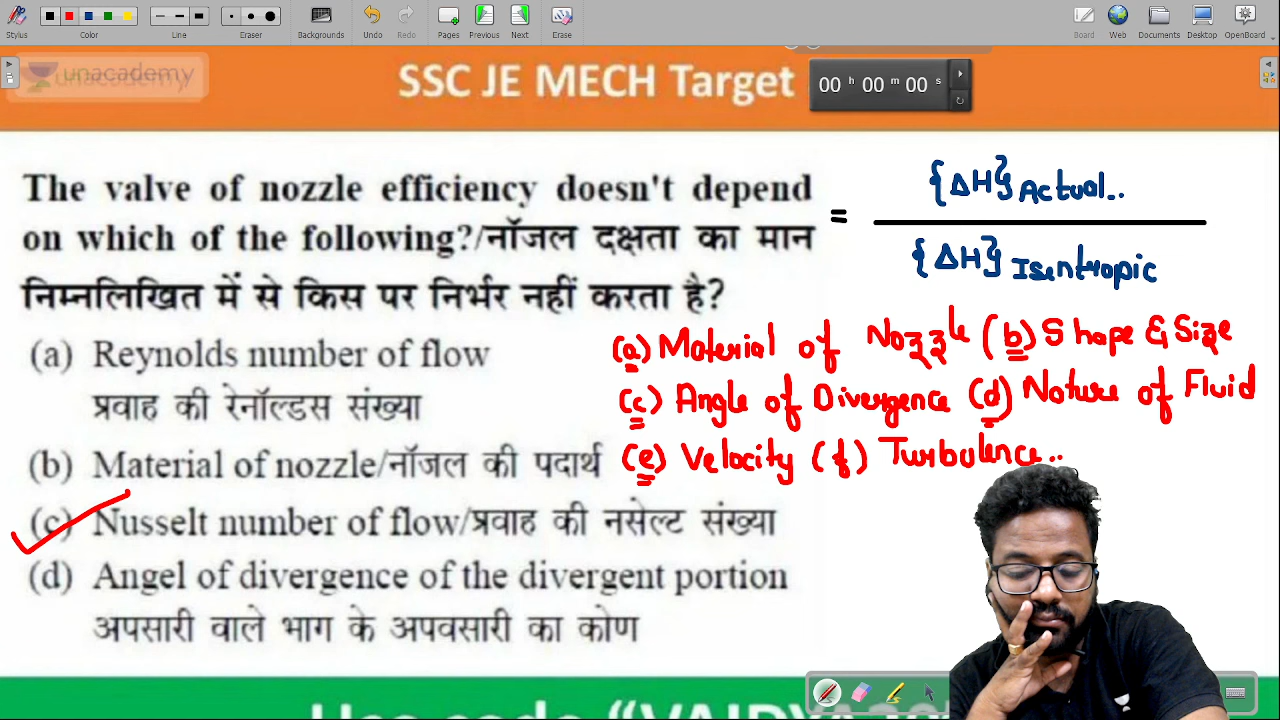 Stylus Color Line Eraser Backgrounds Undo Redo Pages Previous Next Erase Board Web Documents Desktop OpenBoard
unacademy
SSC JE MECH Target
00 h 00 m 00 s
The valve of nozzle efficiency doesn't depend
on which of the following?/नॉजल दक्षता का मान
निम्नलिखित में से किस पर निर्भर नहीं करता है?
= {ΔH}Actual..
{ΔH}Isentropic
(a) Reynolds number of flow
प्रवाह की रेनॉल्डस संख्या
(b) Material of nozzle/नॉजल की पदार्थ
(c) Nusselt number of flow/प्रवाह की नसेल्ट संख्या
(d) Angel of divergence of the divergent portion
अपसारी वाले भाग के अपवसारी का कोण
(a) Material of Nozzle (b) Shape & Size
(c) Angle of Divergence (d) Nature of Fluid
(e) Velocity (f) Turbulence..
Use code